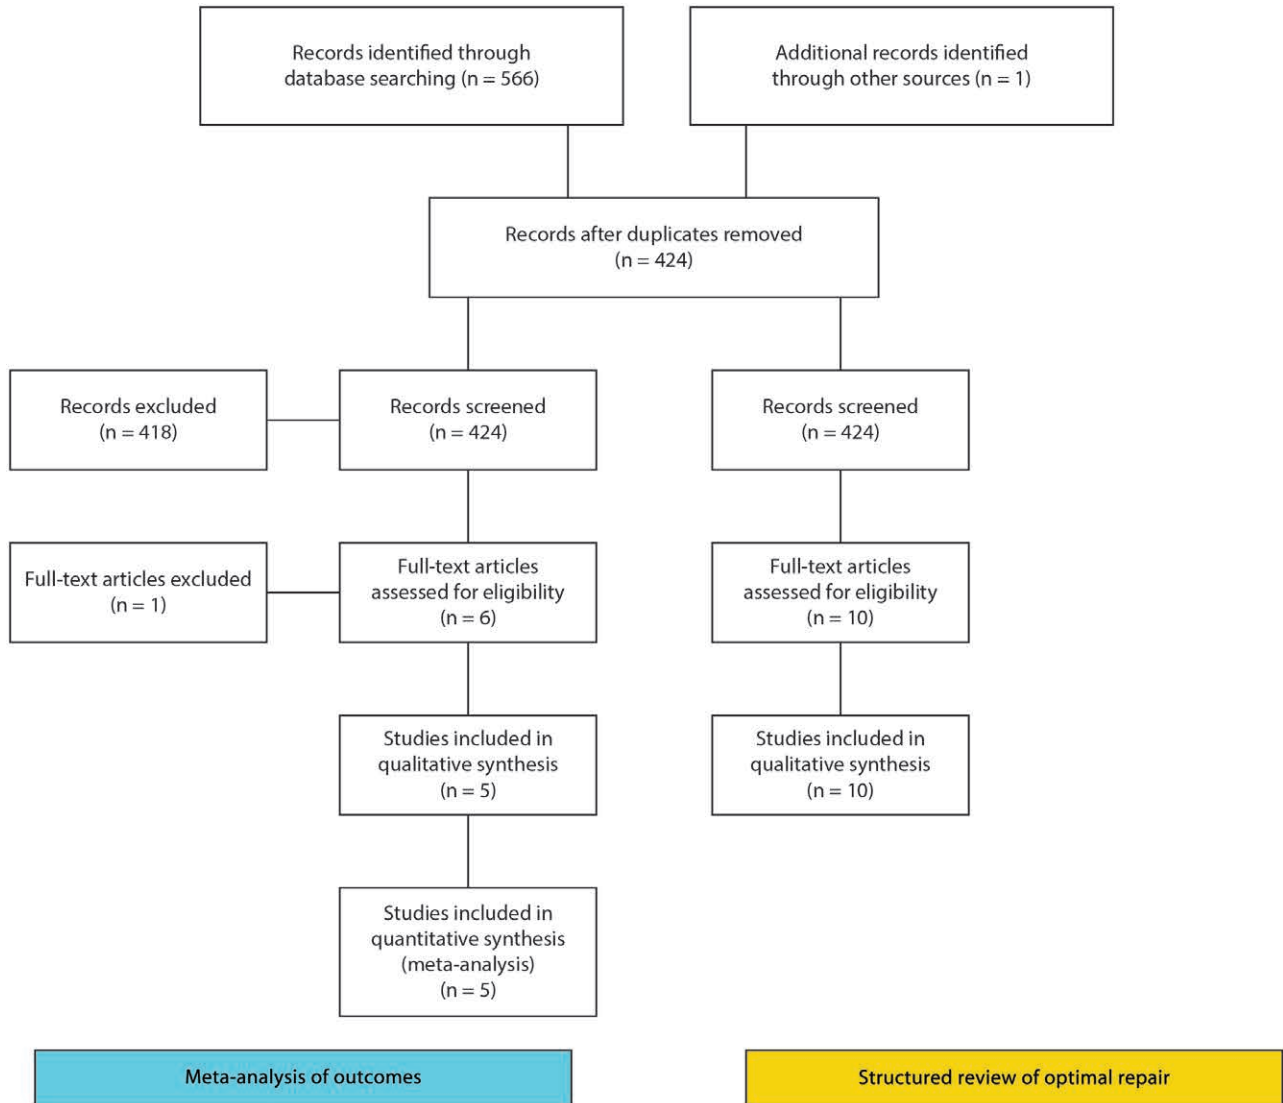 Records identified through
database searching (n = 566)
Additional records identified
through other sources (n = 1)
Records after duplicates removed
(n = 424)
Records excluded
(n = 418)
Records screened
(n = 424)
Records screened
(n = 424)
Full-text articles excluded
(n = 1)
Full-text articles
assessed for eligibility
(n = 6)
Full-text articles
assessed for eligibility
(n = 10)
Studies included in
qualitative synthesis
(n = 5)
Studies included in
qualitative synthesis
(n = 10)
Studies included in
quantitative synthesis
(meta-analysis)
(n = 5)
Meta-analysis of outcomes
Structured review of optimal repair